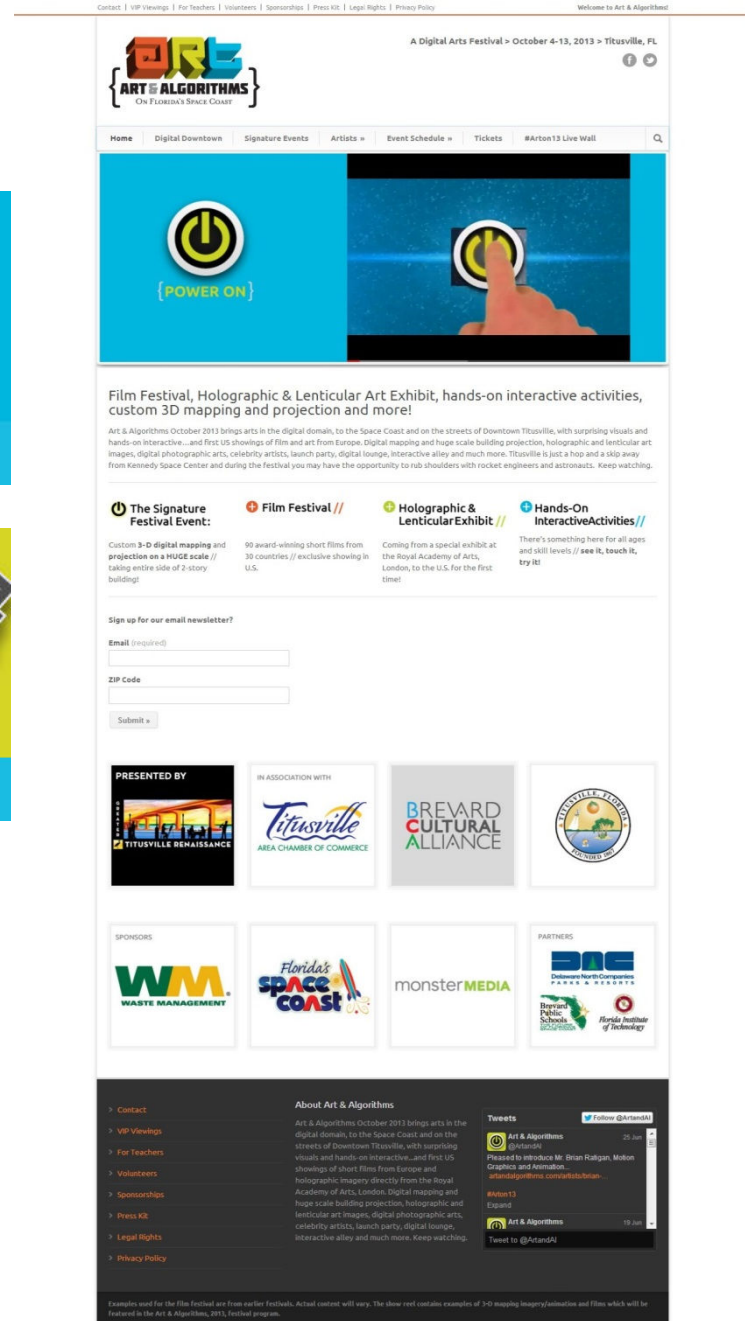 Contact | VIP Viewings | For Teachers | Volunteers | Sponsorships | Press Kit | Legal Rights | Privacy Policy
Welcome to Art & Algorithms!
ART
{ART & ALGORITHMS}
ON FLORIDA'S SPACE COAST
A Digital Arts Festival > October 4-13, 2013 > Titusville, FL
Home Digital Downtown Signature Events Artists » Event Schedule » Tickets #Arton13 Live Wall
{POWER ON}
Film Festival, Holographic & Lenticular Art Exhibit, hands-on interactive activities,
custom 3D mapping and projection and more!
Art & Algorithms October 2013 brings arts in the digital domain, to the Space Coast and on the streets of Downtown Titusville, with surprising visuals and
hands-on interactive...and first US showings of film and art from Europe. Digital mapping and huge scale building projection, holographic and lenticular art
images, digital photographic arts, celebrity artists, launch party, digital lounge, interactive alley and much more. Titusville is just a hop and a skip away
from Kennedy Space Center and during the festival you may have the opportunity to rub shoulders with rocket engineers and astronauts. Keep watching.
The Signature
Festival Event:
Custom 3-D digital mapping and
projection on a HUGE scale //
taking entire side of 2-story
building!
Film Festival //
90 award-winning short films from
30 countries // exclusive showing in
U.S.
Holographic &
Lenticular Exhibit //
Coming from a special exhibit at
the Royal Academy of Arts,
London, to the U.S. for the first
time!
Hands-On
InteractiveActivities //
There's something here for all ages
and skill levels // see it, touch it,
try it!
Sign up for our email newsletter?
Email (required)
ZIP Code
Submit »
PRESENTED BY
GREATER
TITUSVILLE RENAISSANCE
IN ASSOCIATION WITH
Titusville
AREA CHAMBER OF COMMERCE
BREVARD
CULTURAL
ALLIANCE
TITUSVILLE, FLORIDA
FOUNDED 1867
SPONSORS
WM
WASTE MANAGEMENT
Florida's
space
coast
monsterMEDIA
PARTNERS
Delaware North Companies
PARKS & RESORTS
Brevard
Public
Schools
Florida Institute
of Technology
> Contact
> VIP Viewings
> For Teachers
> Volunteers
> Sponsorships
> Press Kit
> Legal Rights
> Privacy Policy
About Art & Algorithms
Art & Algorithms October 2013 brings arts in the
digital domain, to the Space Coast and on the
streets of Downtown Titusville, with surprising
visuals and hands-on interactive...and first US
showings of short films from Europe and
holographic imagery directly from the Royal
Academy of Arts, London. Digital mapping and
huge scale building projection, holographic and
lenticular art images, digital photographic arts,
celebrity artists, launch party, digital lounge,
interactive alley and much more. Keep watching.
Tweets
Follow @ArtandAl
Art & Algorithms 25 Jun
@ArtandAl
Pleased to introduce Mr. Brian Ratigan, Motion
Graphics and Animation...
artandalgorithms.com/artists/brian-...
#Arton13
Expand
Art & Algorithms 19 Jun
Tweet to @ArtandAl
Examples used for the film festival are from earlier festivals. Actual content will vary. The show reel contains examples of 3-D mapping imagery/animation and films which will be
featured in the Art & Algorithms, 2013, festival program.